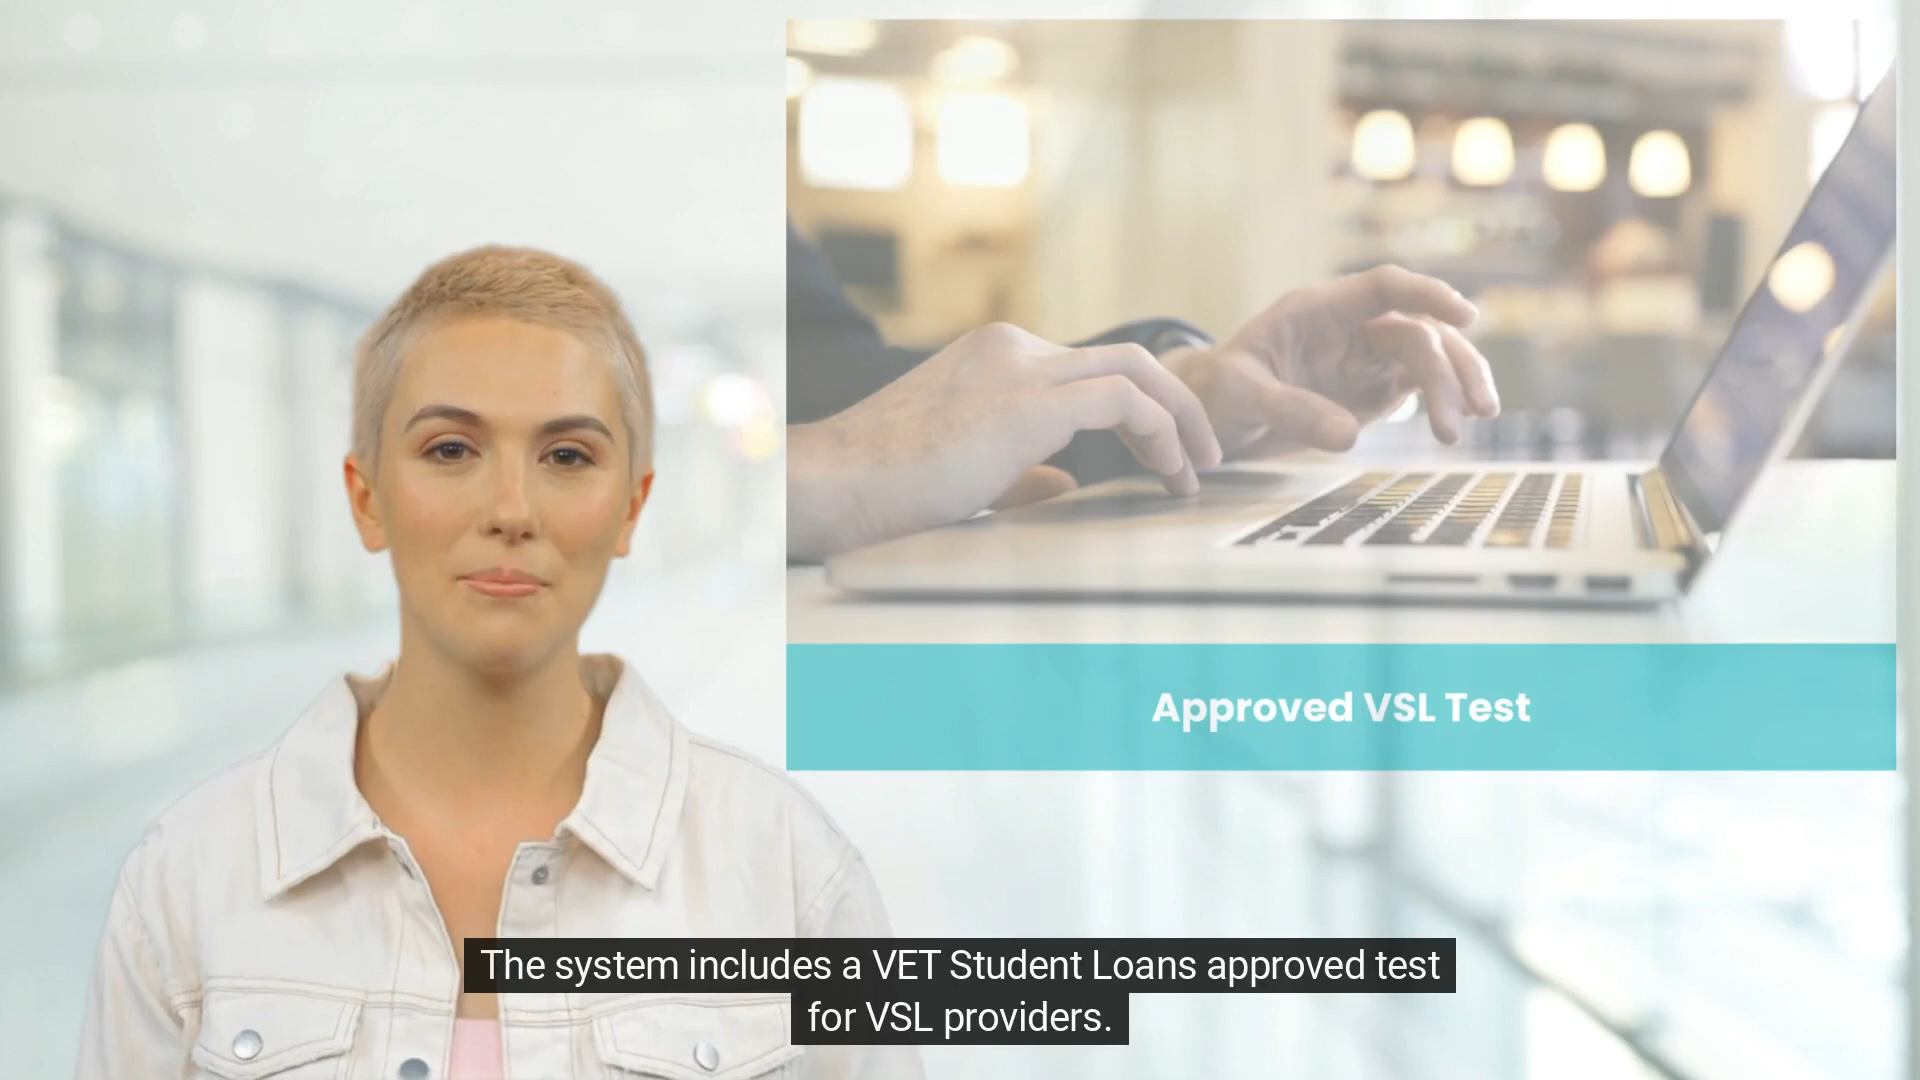 Approved VSL Test
The system includes a VET Student Loans approved test
for VSL providers.